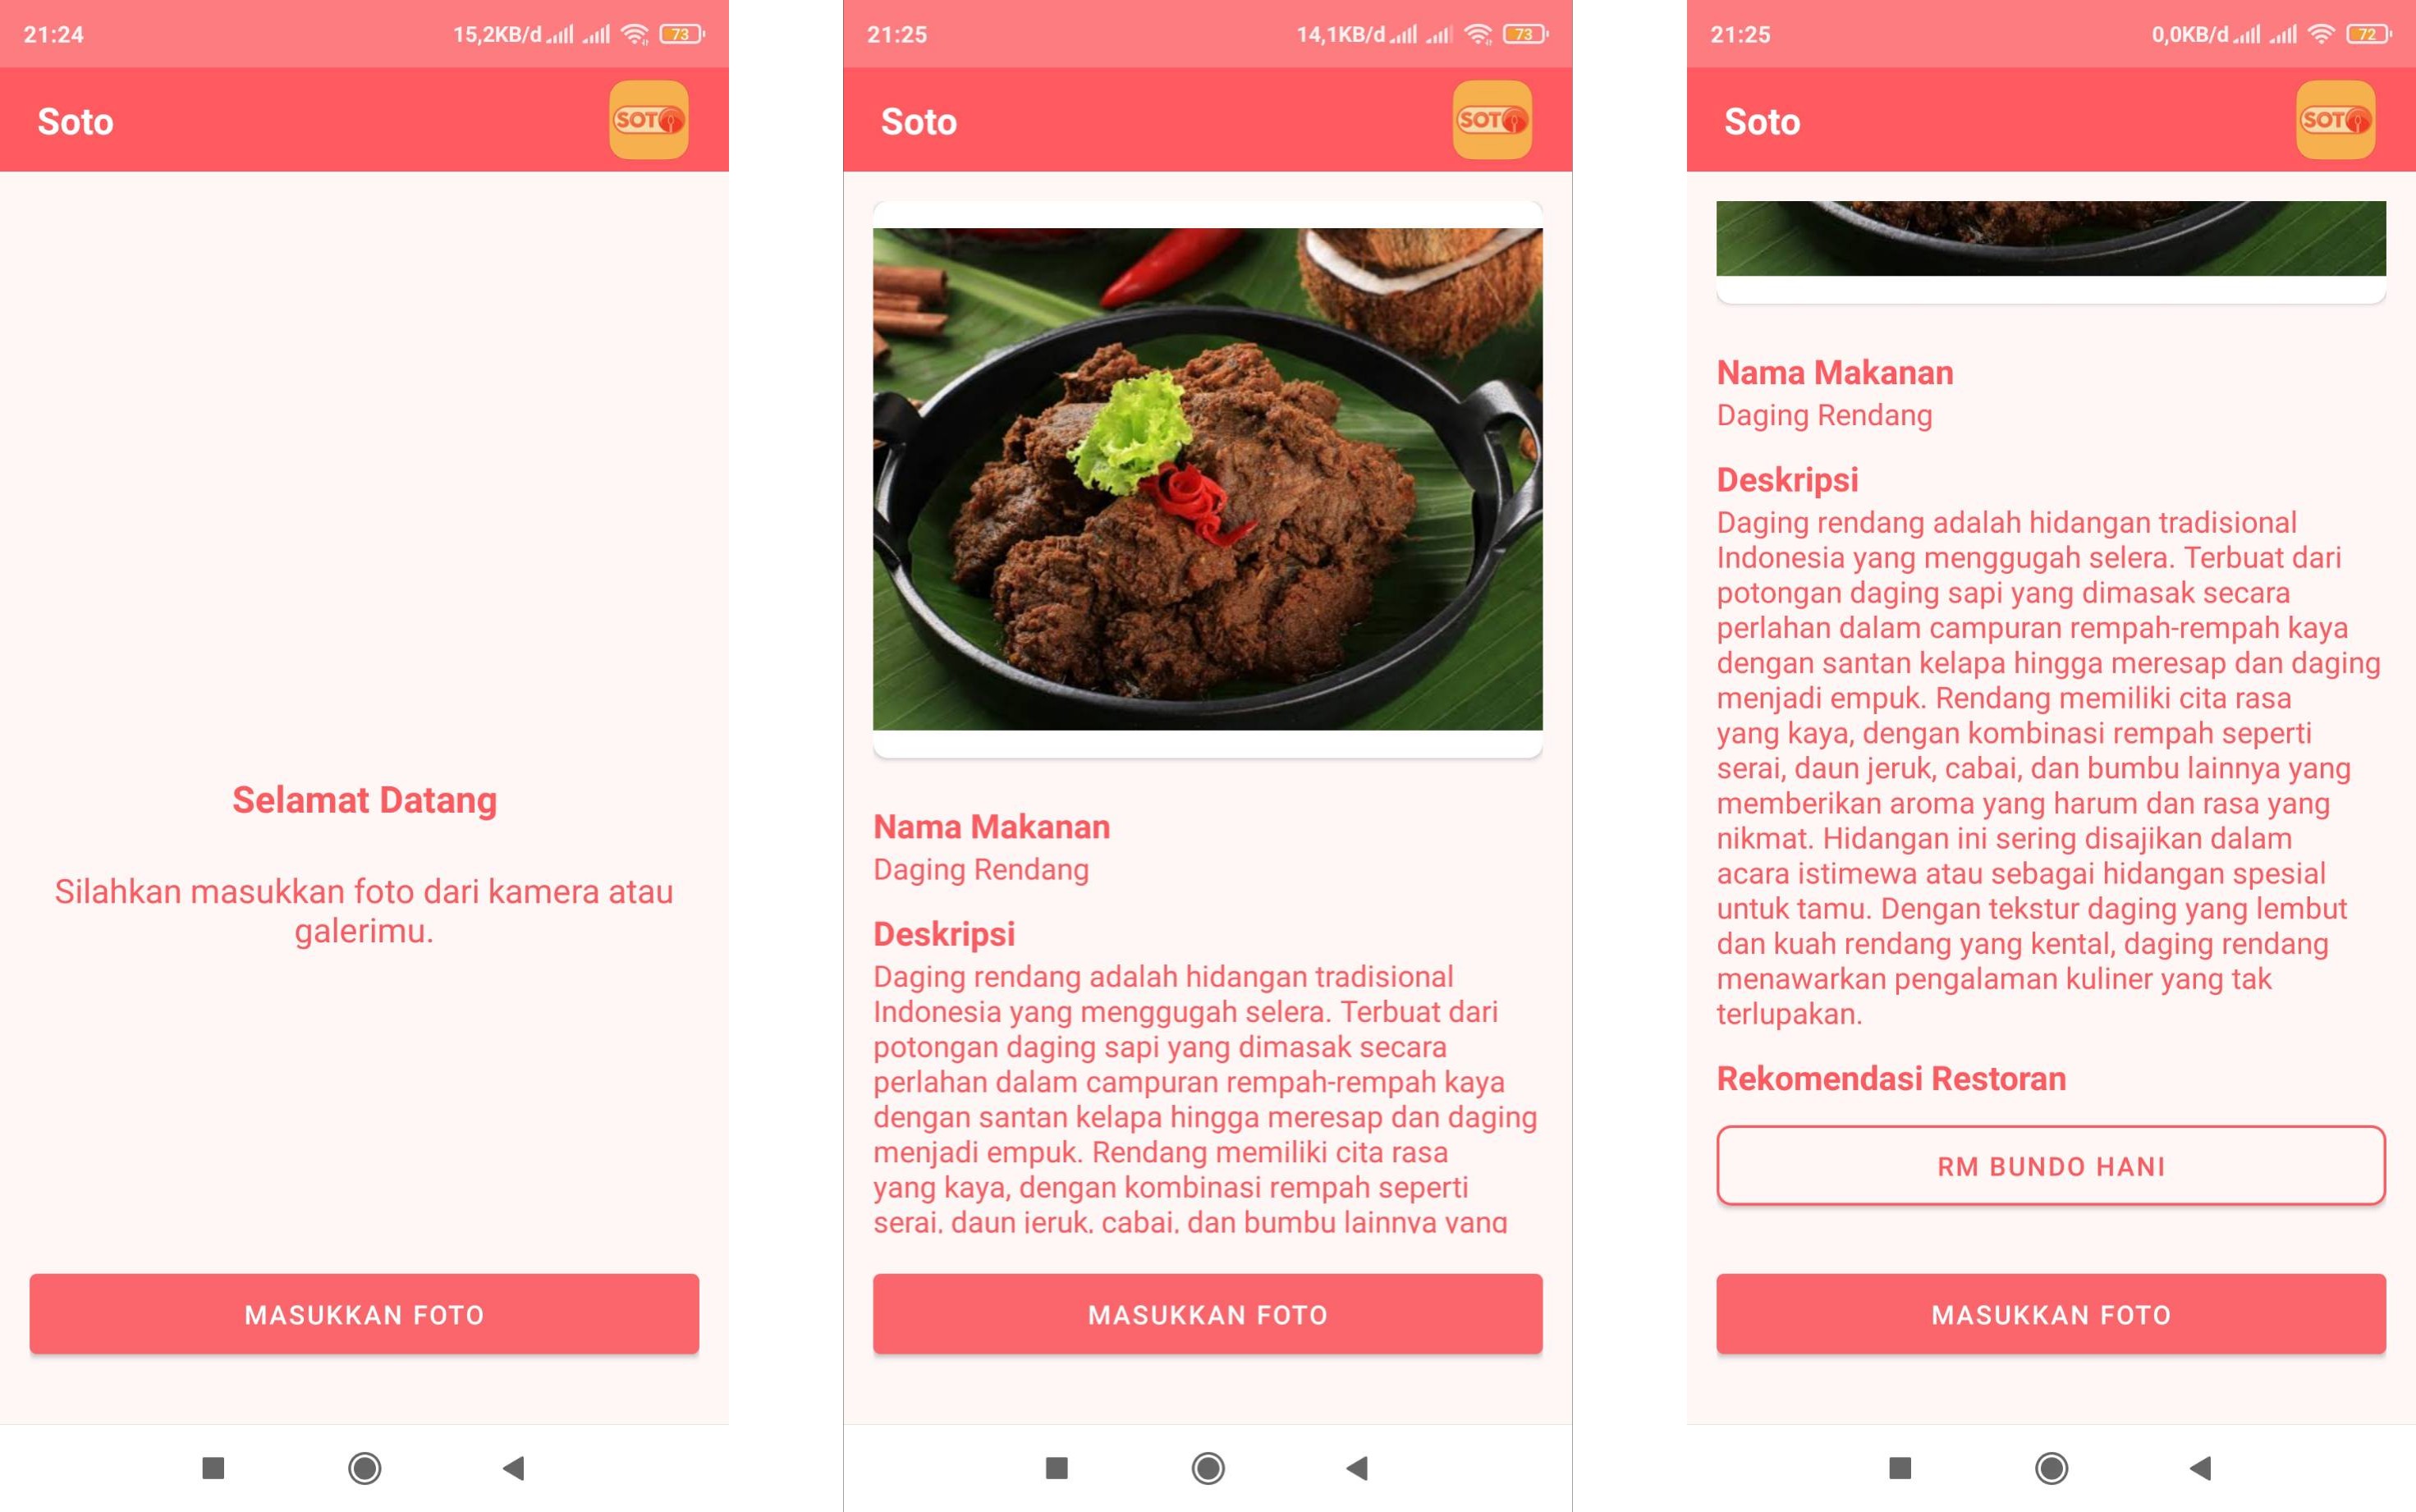 21:24
15,2KB/d
73
Soto
SOTO
Selamat Datang
Silahkan masukkan foto dari kamera atau
galerimu.
MASUKKAN FOTO
21:25
14,1KB/d
73
Soto
SOTO
Nama Makanan
Daging Rendang
Deskripsi
Daging rendang adalah hidangan tradisional
Indonesia yang menggugah selera. Terbuat dari
potongan daging sapi yang dimasak secara
perlahan dalam campuran rempah-rempah kaya
dengan santan kelapa hingga meresap dan daging
menjadi empuk. Rendang memiliki cita rasa
yang kaya, dengan kombinasi rempah seperti
serai, daun jeruk, cabai, dan bumbu lainnya yang
MASUKKAN FOTO
21:25
0,0KB/d
72
Soto
SOTO
Nama Makanan
Daging Rendang
Deskripsi
Daging rendang adalah hidangan tradisional
Indonesia yang menggugah selera. Terbuat dari
potongan daging sapi yang dimasak secara
perlahan dalam campuran rempah-rempah kaya
dengan santan kelapa hingga meresap dan daging
menjadi empuk. Rendang memiliki cita rasa
yang kaya, dengan kombinasi rempah seperti
serai, daun jeruk, cabai, dan bumbu lainnya yang
memberikan aroma yang harum dan rasa yang
nikmat. Hidangan ini sering disajikan dalam
acara istimewa atau sebagai hidangan spesial
untuk tamu. Dengan tekstur daging yang lembut
dan kuah rendang yang kental, daging rendang
menawarkan pengalaman kuliner yang tak
terlupakan.
Rekomendasi Restoran
RM BUNDO HANI
MASUKKAN FOTO